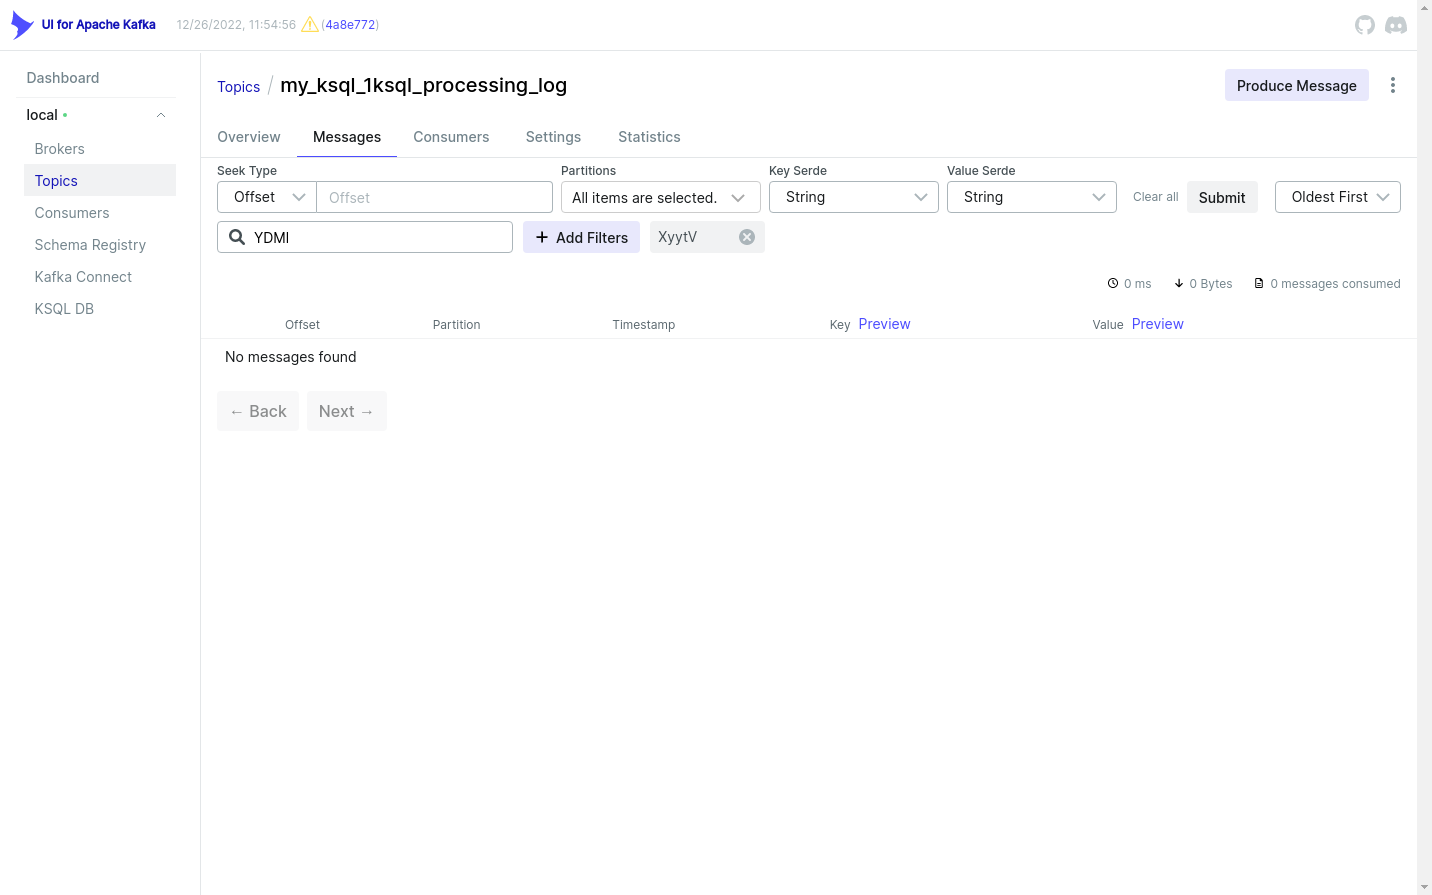 UI for Apache Kafka 12/26/2022, 11:54:56 (4a8e772)
Dashboard
local
Brokers
Topics
Consumers
Schema Registry
Kafka Connect
KSQL DB
Topics / my_ksql_1ksql_processing_log
Produce Message
Overview Messages Consumers Settings Statistics
Seek Type Partitions Key Serde Value Serde
Offset Offset All items are selected. String String Clear all Submit Oldest First
YDMl Add Filters XyytV
0 ms 0 Bytes 0 messages consumed
Offset Partition Timestamp Key Preview Value Preview
No messages found
← Back Next →